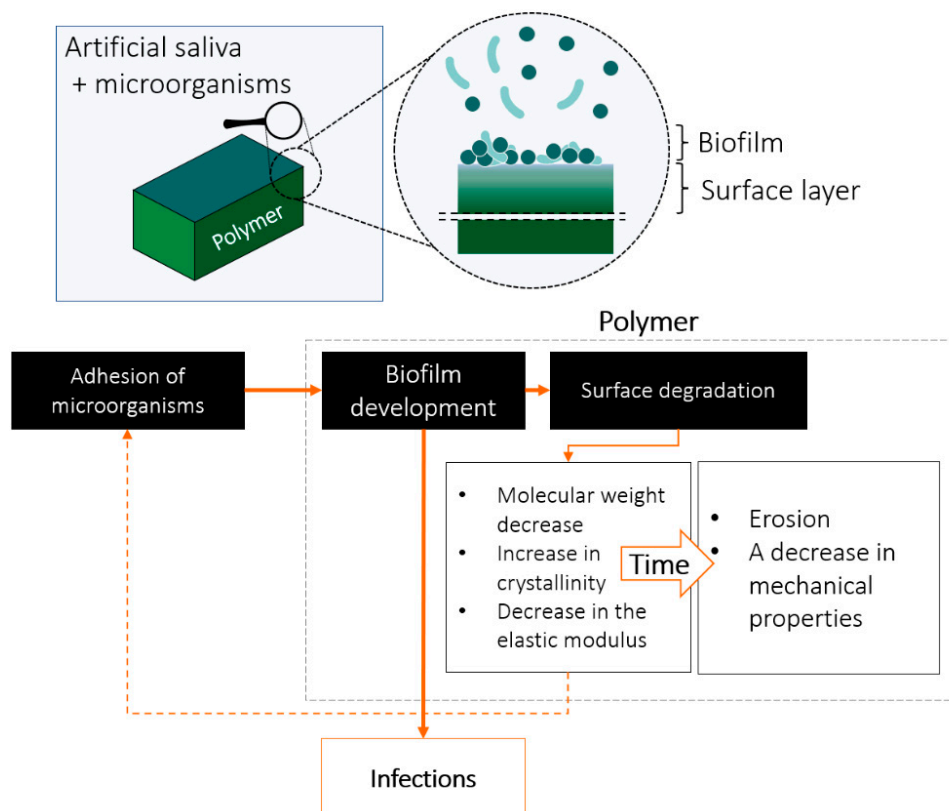 Artificial saliva
+ microorganisms
Polymer
Biofilm
Surface layer
Polymer
Adhesion of
microorganisms
Biofilm
development
Surface degradation
• Molecular weight
decrease
• Increase in
crystallinity
• Decrease in the
elastic modulus
Time
• Erosion
• A decrease in
mechanical
properties
Infections